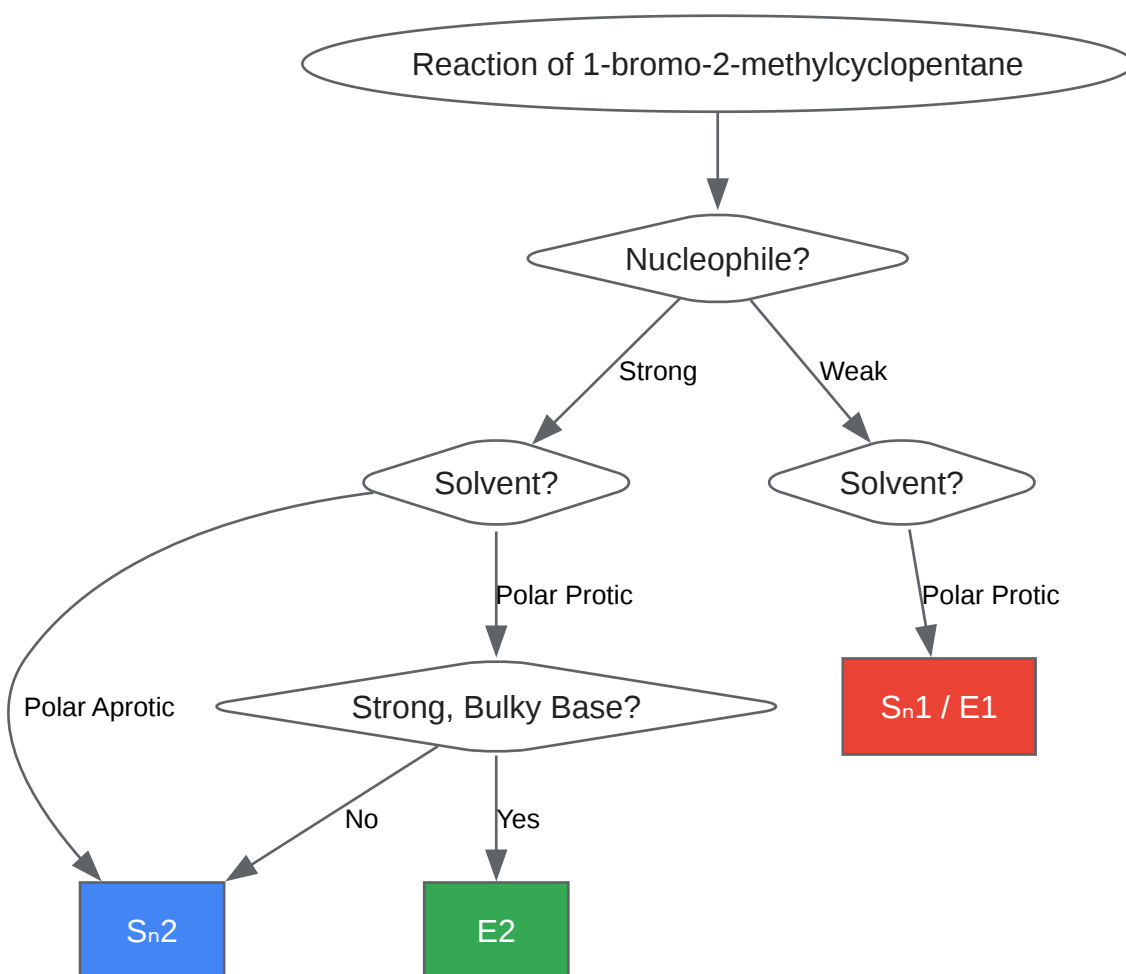 Reaction of 1-bromo-2-methylcyclopentane
Nucleophile?
Strong
Weak
Solvent?
Solvent?
Polar Protic
Polar Protic
Polar Aprotic
Strong, Bulky Base?
Sₙ1 / E1
No
Yes
Sₙ2
E2